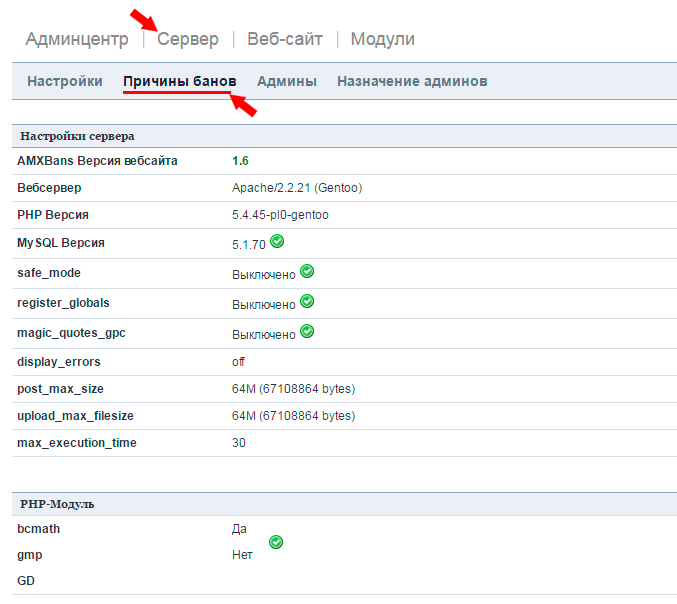 Админцентр | Сервер | Веб-сайт | Модули
Настройки Причины банов Админы Назначение админов
Настройки сервера
AMXBans Версия вебсайта 1.6
Вебсервер Apache/2.2.21 (Gentoo)
PHP Версия 5.4.45-pl0-gentoo
MySQL Версия 5.1.70
safe_mode Выключено
register_globals Выключено
magic_quotes_gpc Выключено
display_errors off
post_max_size 64M (67108864 bytes)
upload_max_filesize 64M (67108864 bytes)
max_execution_time 30
PHP-Модуль
bcmath Да
gmp Нет
GD